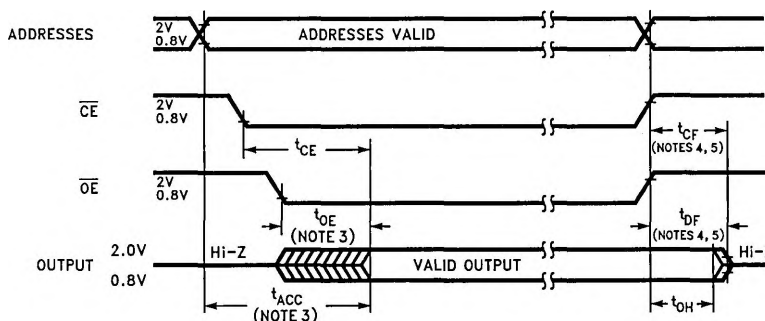 ADDRESSES
2V
0.8V
ADDRESSES VALID
CE
2V
0.8V
tCE
tCF
(NOTES 4, 5)
OE
2V
0.8V
tOE
(NOTE 3)
tDF
(NOTES 4, 5)
OUTPUT
2.0V
0.8V
Hi-Z
VALID OUTPUT
Hi-
tACC
(NOTE 3)
tOH